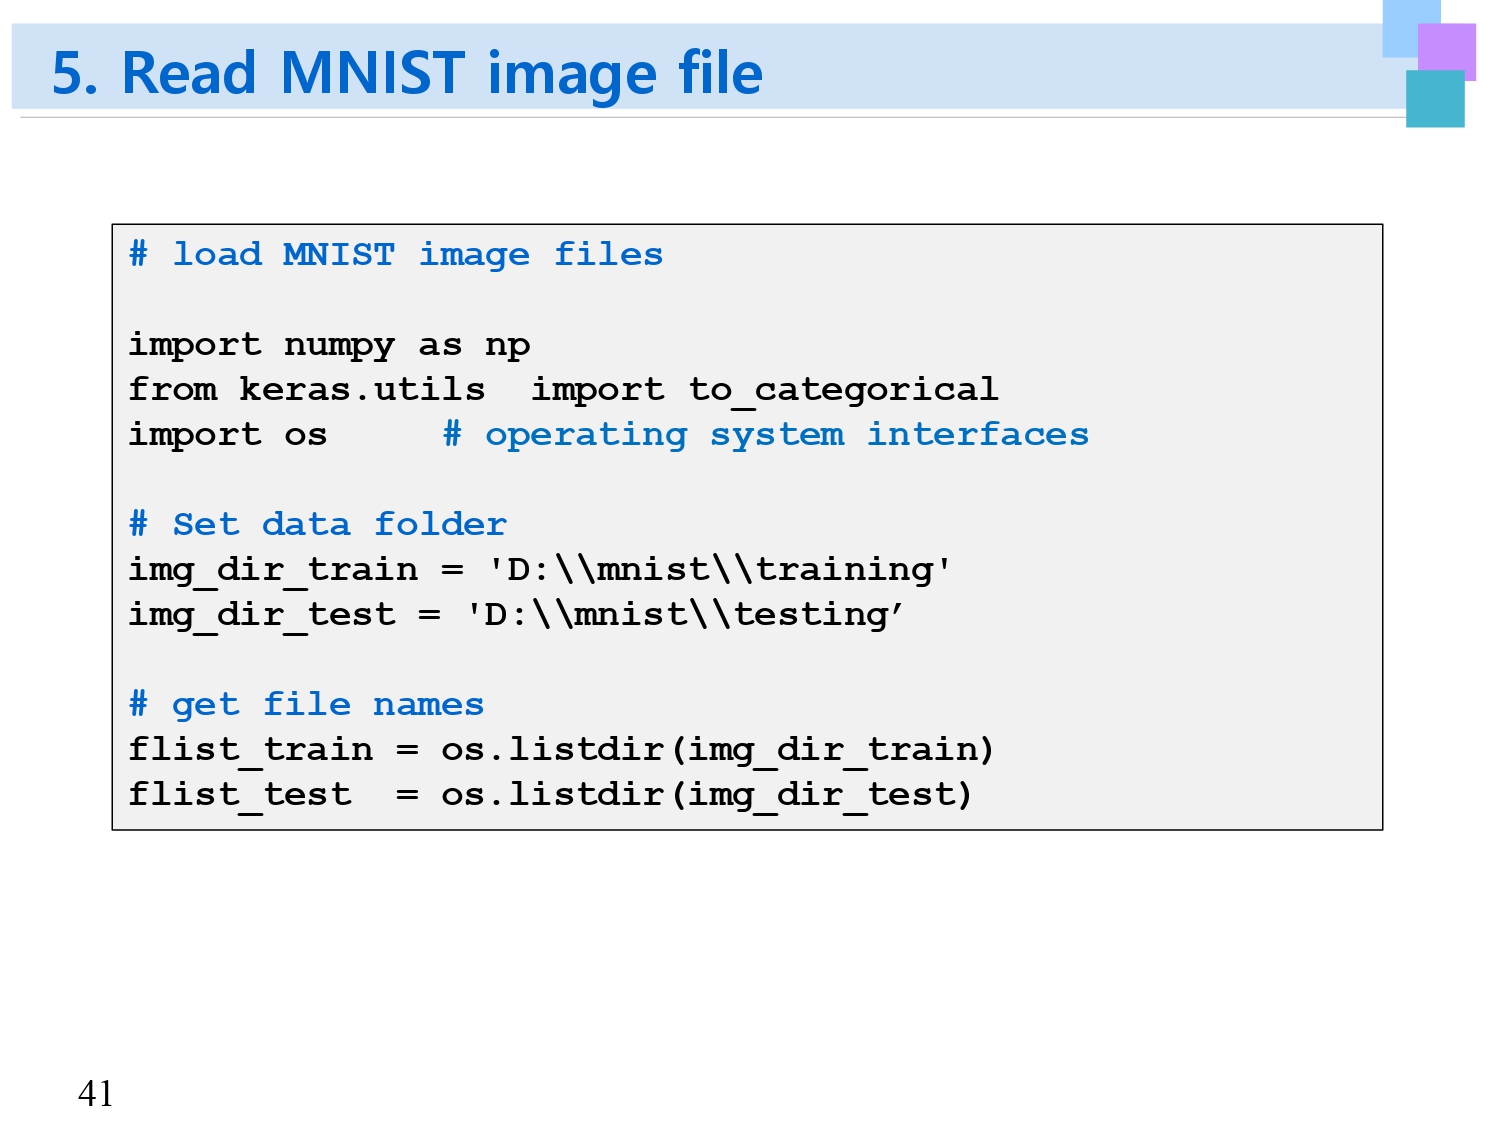 5. Read MNIST image file
# load MNIST image files
import numpy as np
from keras.utils  import to_categorical
import os     # operating system interfaces
# Set data folder
img_dir_train = 'D:\\mnist\\training'
img_dir_test = 'D:\\mnist\\testing’
# get file names
flist_train = os.listdir(img_dir_train)
flist_test  = os.listdir(img_dir_test)
41